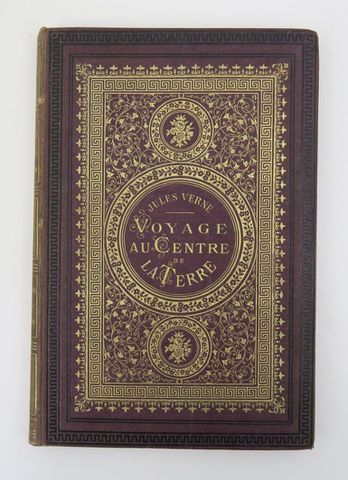 JULES VERNE
VOYAGE
AU CENTRE
DE
LA TERRE